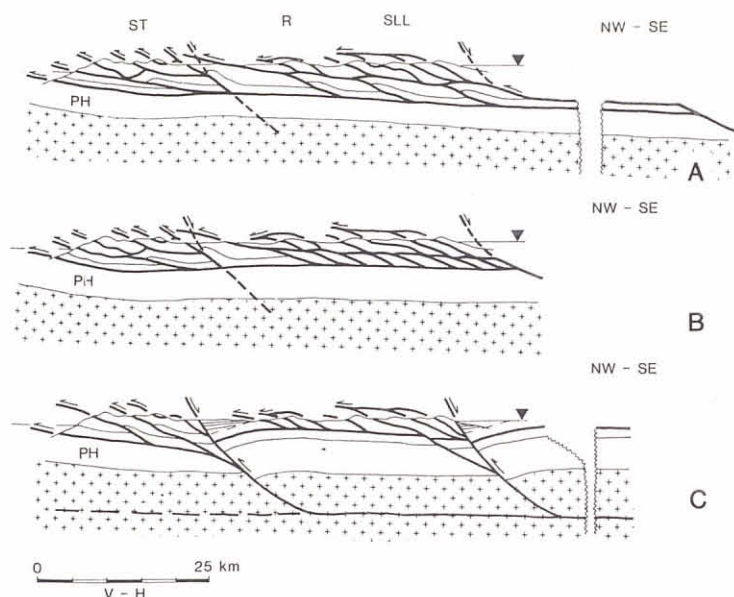 ST R SLL
NW - SE
PH
A
NW - SE
PH
B
NW - SE
PH
C
0 25 km
V - H